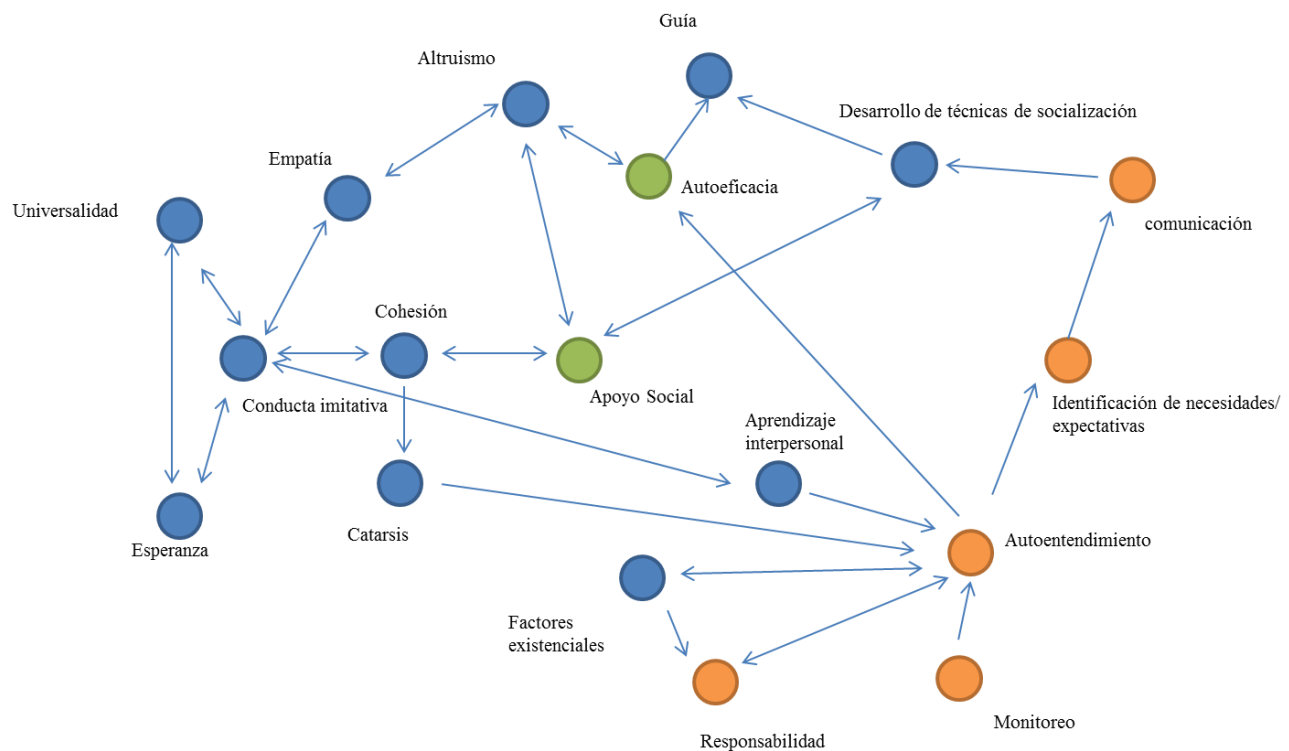 Guía
Altruismo
Desarrollo de técnicas de socialización
Empatía
Autoeficacia
Universalidad
comunicación
Cohesión
Conducta imitativa
Apoyo Social
Identificación de necesidades/
expectativas
Aprendizaje
interpersonal
Esperanza
Catarsis
Autoentendimiento
Factores
existenciales
Monitoreo
Responsabilidad